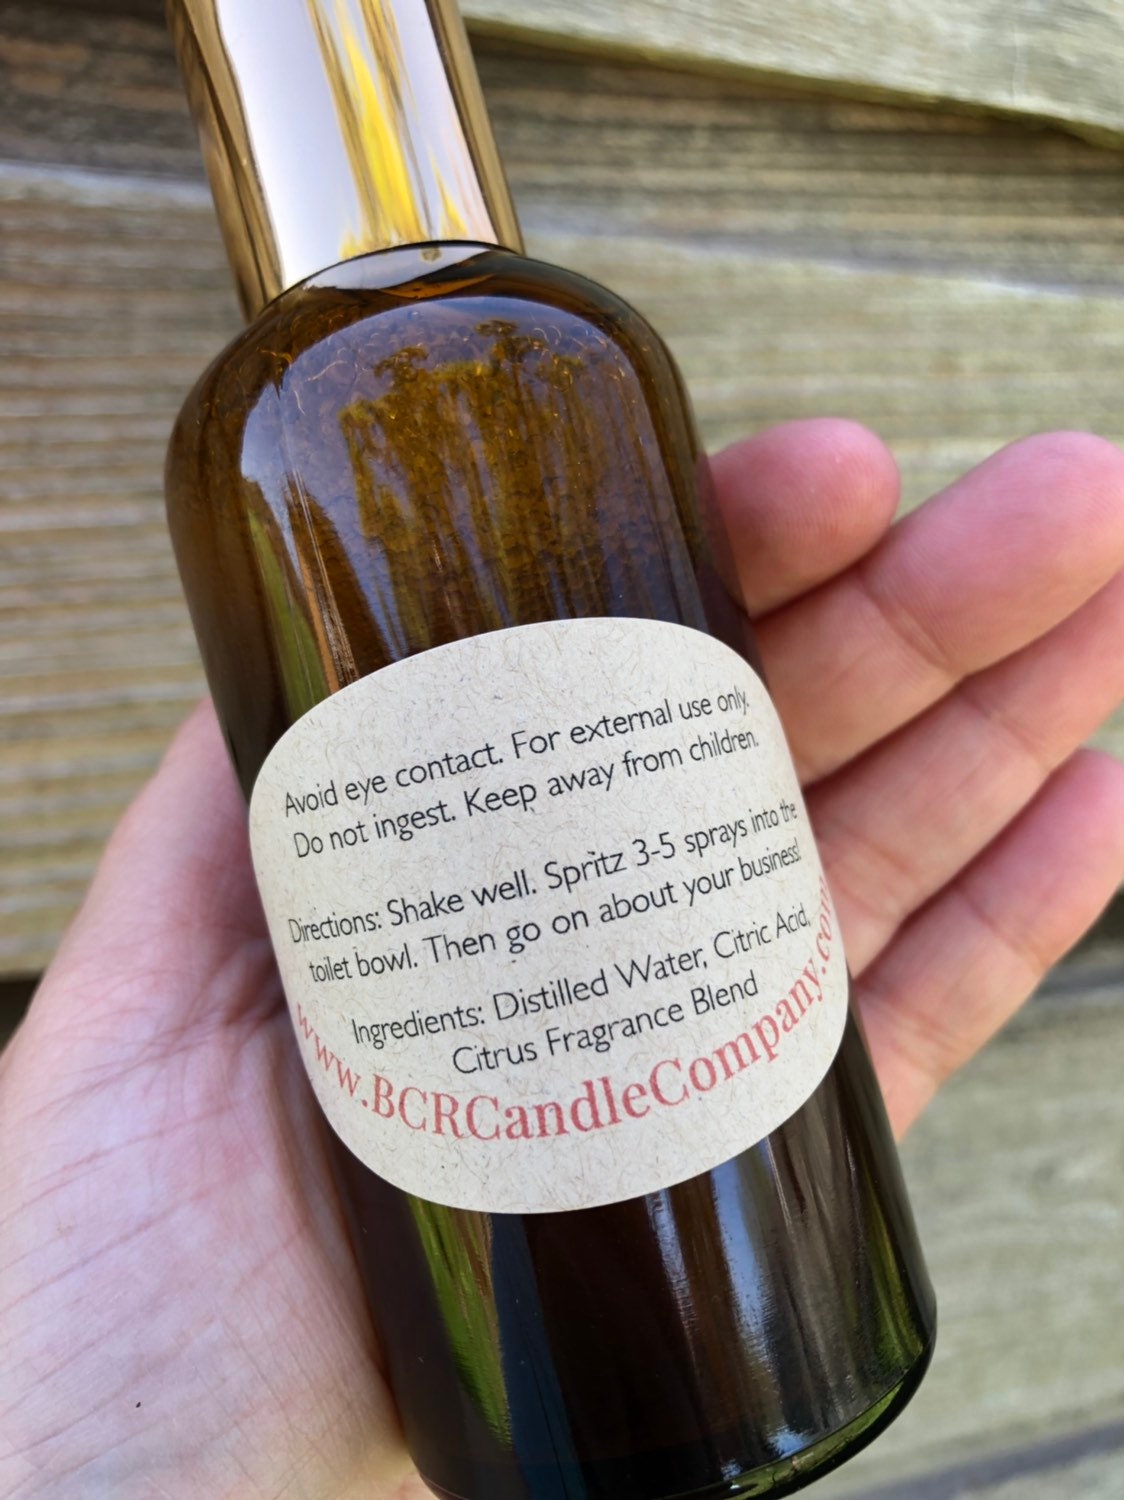 Avoid eye contact. For external use only.
Do not ingest. Keep away from children.
Directions: Shake well. Spritz 3-5 sprays into the
toilet bowl. Then go on about your business!
Ingredients: Distilled Water, Citric Acid,
Citrus Fragrance Blend
www.BCRCandleCompany.com